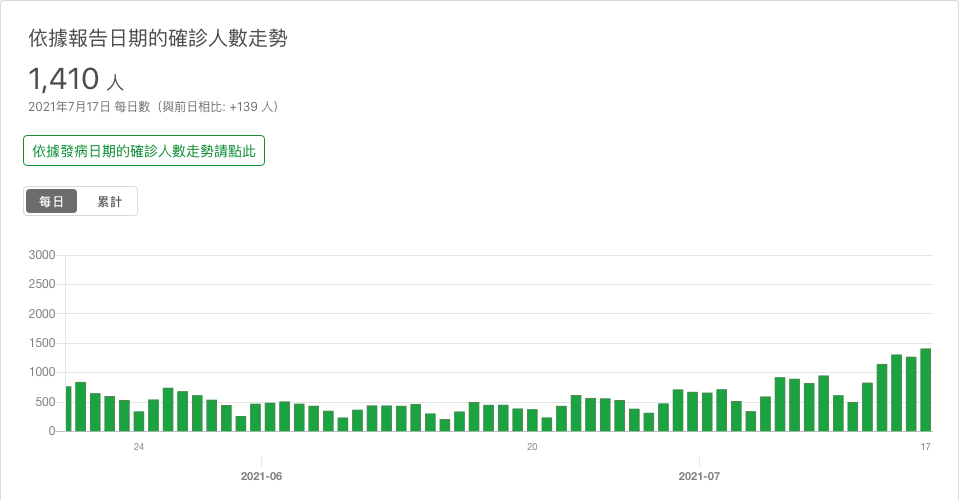 依據報告日期的確診人數走勢
1,410 人
2021年7月17日 每日數（與前日相比: +139 人）
依據發病日期的確診人數走勢請點此
每日 累計
3000
2500
2000
1500
1000
500
0
24 20 17
2021-06 2021-07